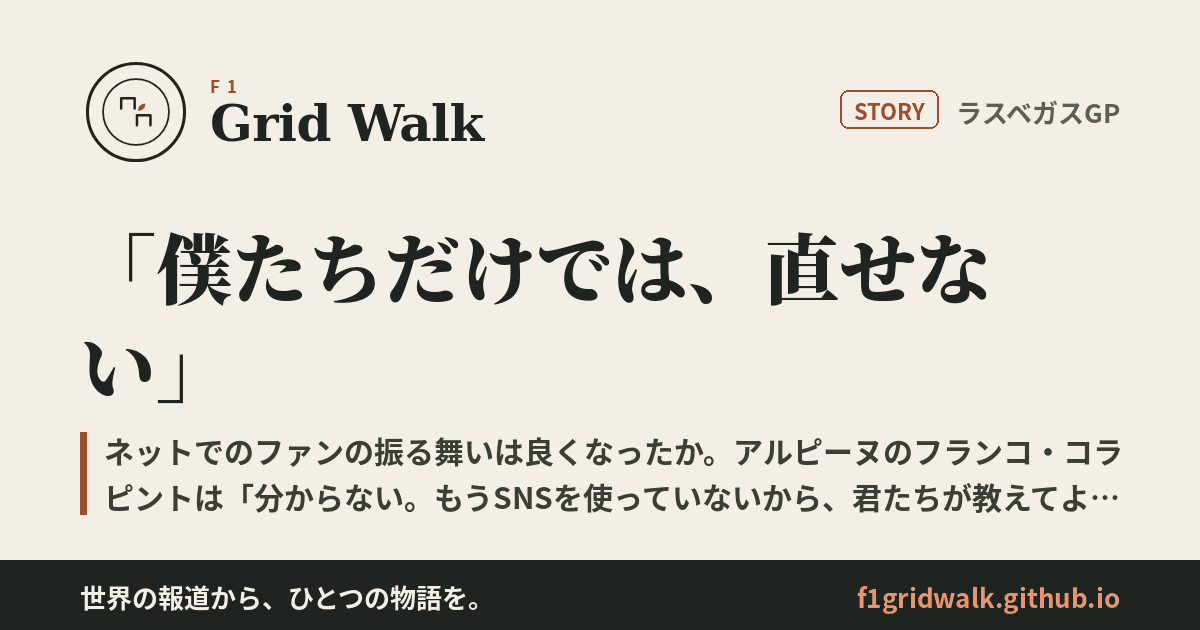 F1
Grid Walk
STORY
ラスベガスGP
「僕たちだけでは、直せな
い」
ネットでのファンの振る舞いは良くなったか。アルピーヌのフランコ・コラ
ピントは「分からない。もうSNSを使っていないから、君たちが教えてよ…
世界の報道から、ひとつの物語を。
f1gridwalk.github.io